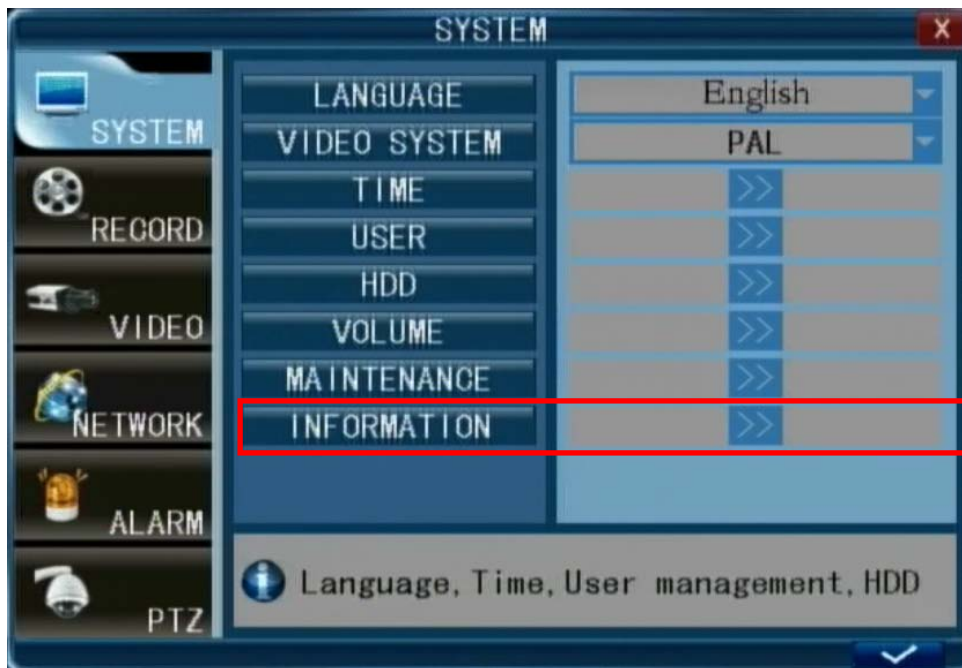 SYSTEM
X
SYSTEM
RECORD
VIDEO
NETWORK
ALARM
PTZ
LANGUAGE English
VIDEO SYSTEM PAL
TIME >>
USER >>
HDD >>
VOLUME >>
MAINTENANCE >>
INFORMATION >>
Language, Time, User management, HDD